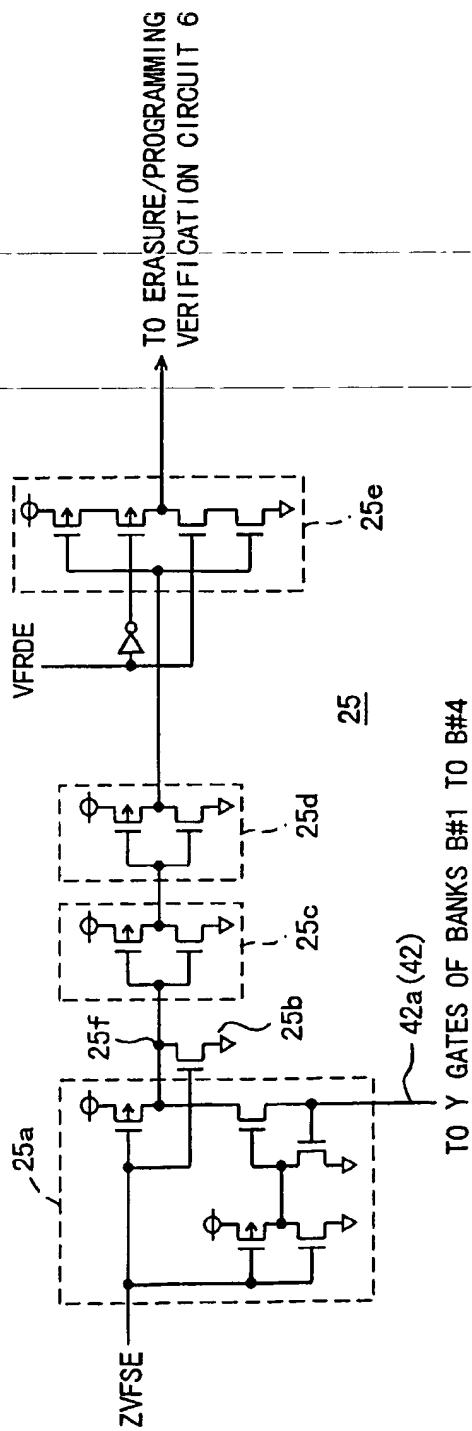 25a
ZVFSE
25f
25b
25c
25d
VFRDE
25e
TO ERASURE/PROGRAMMING
VERIFICATION CIRCUIT 6
25
42a (42)
TO Y GATES OF BANKS B#1 TO B#4